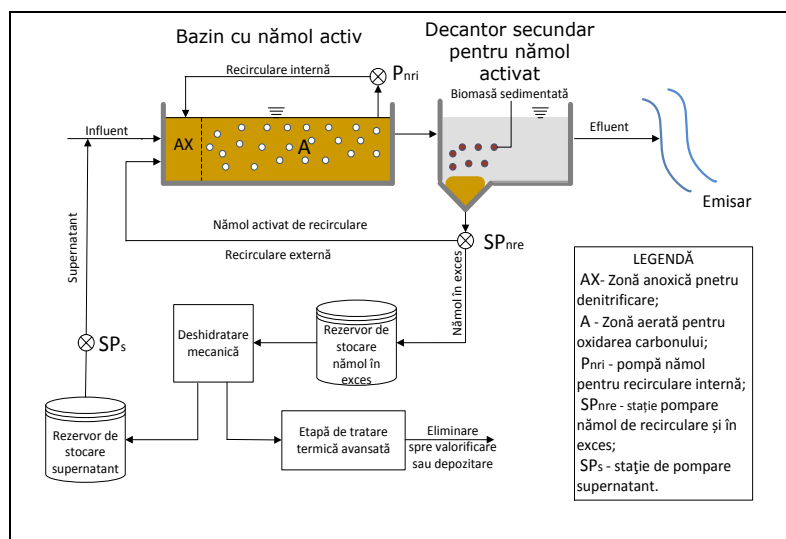 Bazin cu nămol activ
Decantor secundar
pentru nămol
activat
Recirculare internă
Pnri
Biomasă sedimentată
Influent
AX
A
Efluent
Emisar
Nămol activat de recirculare
Recirculare externă
SPnre
Supernatant
Nămol în exces
SPs
Deshidratare
mecanică
Rezervor de
stocare
nămol în
exces
Rezervor de
stocare
supernatant
Etapă de tratare
termică avansată
Eliminare
spre valorificare
sau depozitare
LEGENDĂ
AX- Zonă anoxică pnetru
denitrificare;
A - Zonă aerată pentru
oxidarea carbonului;
Pnri - pompă nămol
pentru recirculare internă;
SPnre - stație pompare
nămol de recirculare și în
exces;
SPs - stație de pompare
supernatant.